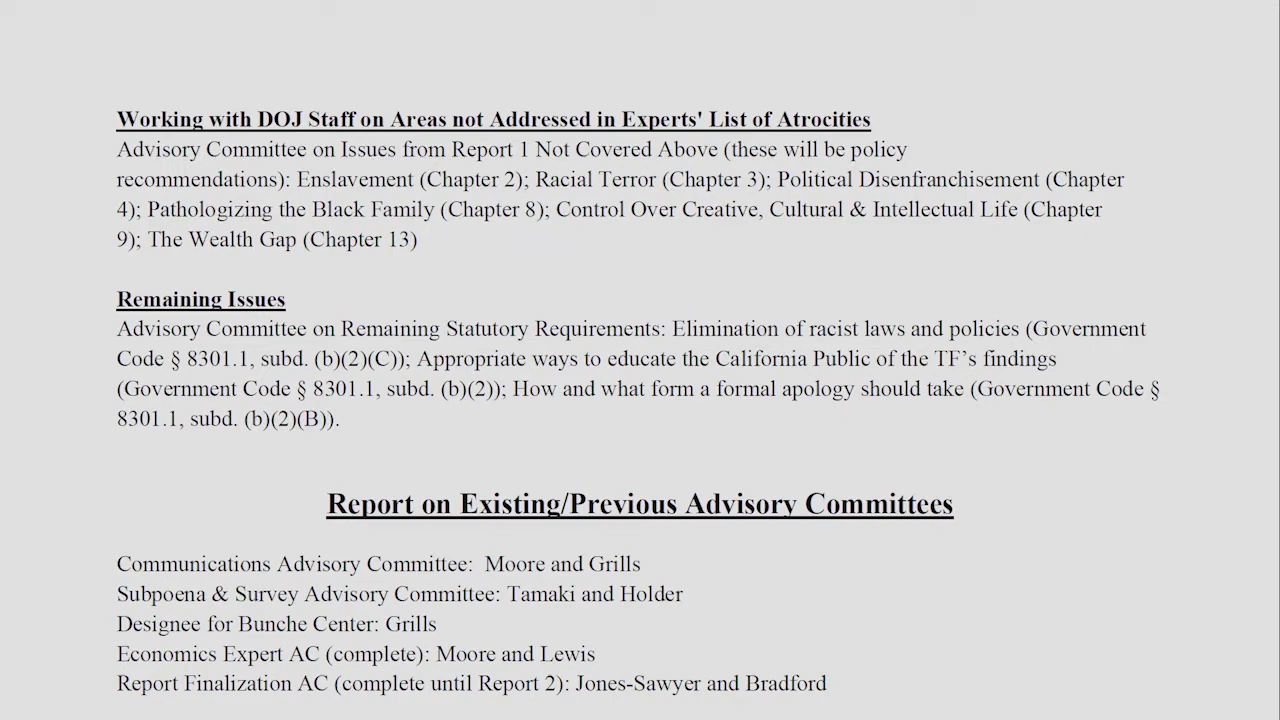 Working with DOJ Staff on Areas not Addressed in Experts' List of Atrocities
Advisory Committee on Issues from Report 1 Not Covered Above (these will be policy
recommendations): Enslavement (Chapter 2); Racial Terror (Chapter 3); Political Disenfranchisement (Chapter
4); Pathologizing the Black Family (Chapter 8); Control Over Creative, Cultural & Intellectual Life (Chapter
9); The Wealth Gap (Chapter 13)
Remaining Issues
Advisory Committee on Remaining Statutory Requirements: Elimination of racist laws and policies (Government
Code § 8301.1, subd. (b)(2)(C)); Appropriate ways to educate the California Public of the TF’s findings
(Government Code § 8301.1, subd. (b)(2)); How and what form a formal apology should take (Government Code §
8301.1, subd. (b)(2)(B)).
Report on Existing/Previous Advisory Committees
Communications Advisory Committee:  Moore and Grills
Subpoena & Survey Advisory Committee: Tamaki and Holder
Designee for Bunche Center: Grills
Economics Expert AC (complete): Moore and Lewis
Report Finalization AC (complete until Report 2): Jones-Sawyer and Bradford